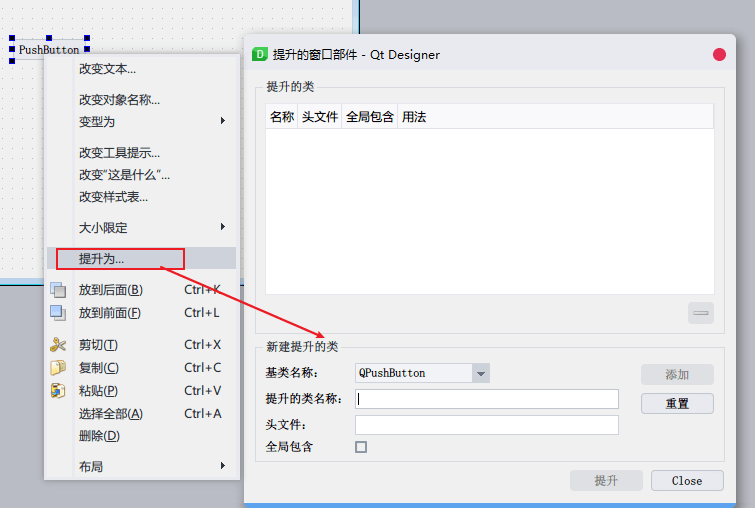 PushButton
改变文本...
改变对象名称...
变型为
改变工具提示...
改变“这是什么”...
改变样式表...
大小限定
提升为...
放到后面(B) Ctrl+K
放到前面(F) Ctrl+L
剪切(T) Ctrl+X
复制(C) Ctrl+C
粘贴(P) Ctrl+V
选择全部(A) Ctrl+A
删除(D)
布局
D 提升的窗口部件 - Qt Designer
提升的类
名称 头文件 全局包含 用法
新建提升的类
基类名称: QPushButton 添加
提升的类名称: 重置
头文件:
全局包含
提升 Close